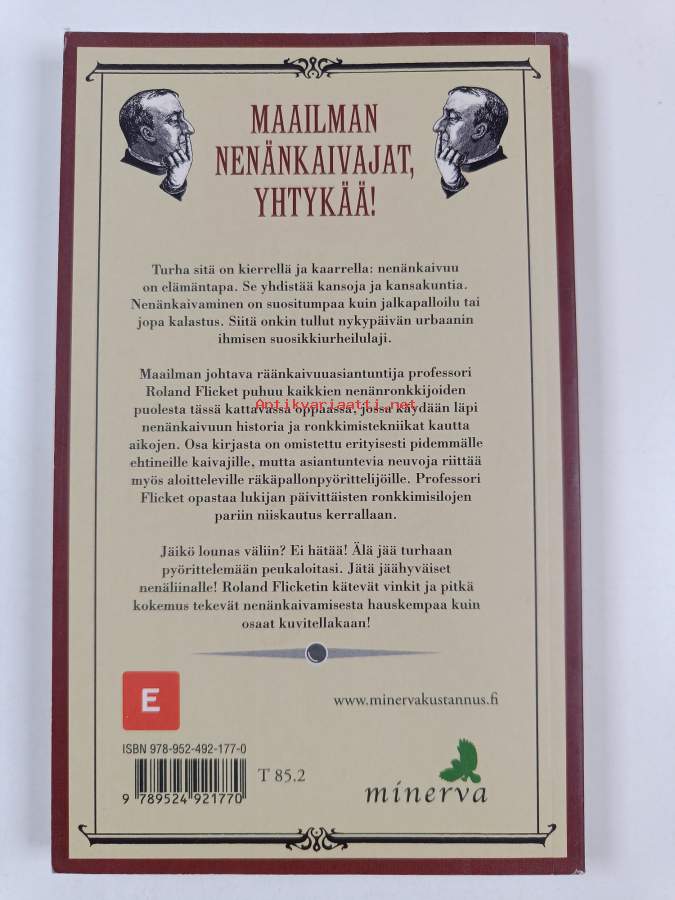 MAAILMAN
NENÄNKAIVAJAT,
YHTYKÄÄ!
Turha sitä on kierrellä ja kaarrella: nenänkaivuu
on elämäntapa. Se yhdistää kansoja ja kansakuntia.
Nenänkaivaminen on suositumpaa kuin jalkapalloilu tai
jopa kalastus. Siitä onkin tullut nykypäivän urbaanin
ihmisen suosikkiurheilulaji.
Maailman johtava räänkaivuuasiantuntija professori
Roland Flicket puhuu kaikkien nenänronkkijoiden
puolesta tässä kattavassa oppaassa, jossa käydään läpi
Antikvariaatti.net
nenänkaivuun historia ja ronkkimistekniikat kautta
aikojen. Osa kirjasta on omistettu erityisesti pidemmälle
ehtineille kaivajille, mutta asiantuntevia neuvoja riittää
myös aloitteleville räkäpallonpyörittelijöille. Professori
Flicket opastaa lukijan päivittäisten ronkkimisilojen
pariin niiskautus kerrallaan.
Jäikö lounas väliin? Ei hätää! Älä jää turhaan
pyörittelemään peukaloitasi. Jätä jäähyväiset
nenäliinalle! Roland Flicketin kätevät vinkit ja pitkä
kokemus tekevät nenänkaivamisesta hauskempaa kuin
osaat kuvitellakaan!
E
www.minervakustannus.fi
ISBN 978-952-492-177-0
T 85.2
9 789524 921770
minerva